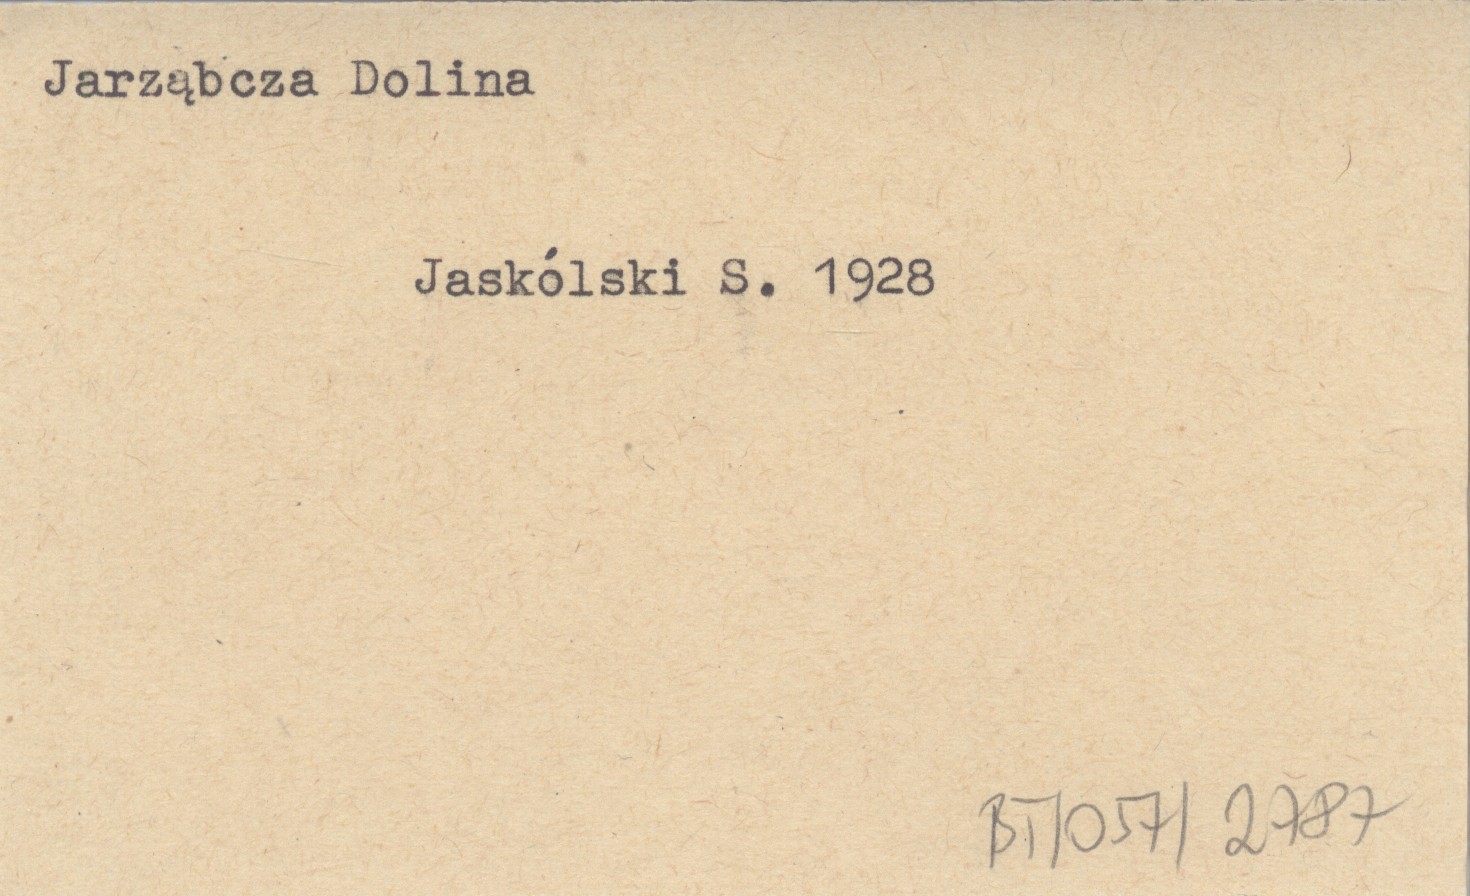 Jarząbcza Dolina
Jaskólski S. 1928
BT/057/2787